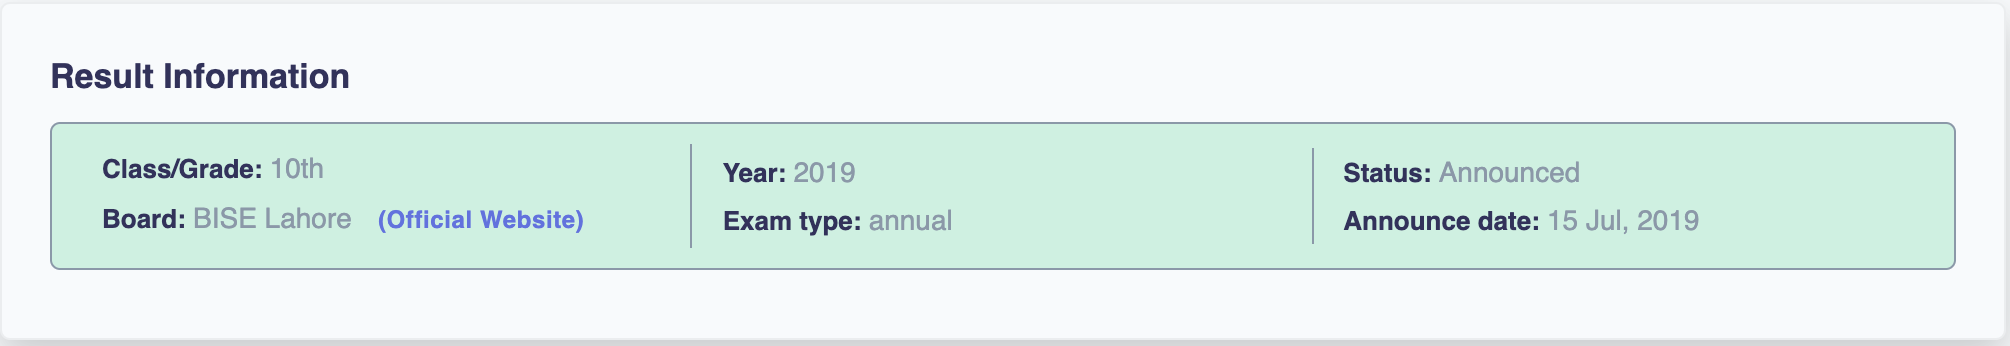 Result Information
Class/Grade: 10th
Board: BISE Lahore (Official Website)
Year: 2019
Exam type: annual
Status: Announced
Announce date: 15 Jul, 2019